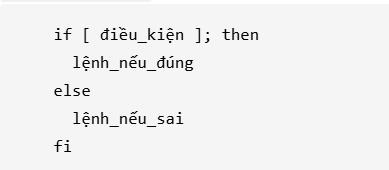 if [ điều_kiện ]; then
  lệnh_nếu_đúng
else
  lệnh_nếu_sai
fi